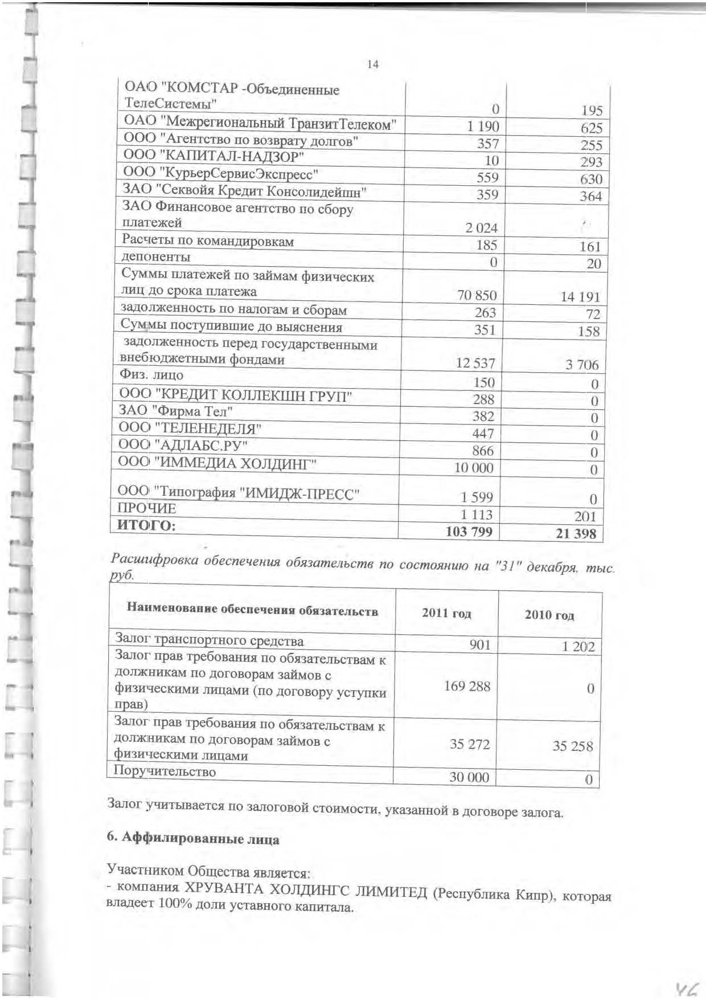 14
ОАО "КОМСТАР -Объединенные
ТелеСистемы" 0 195
ОАО "Межрегиональный ТранзитТелеком" 1 190 625
ООО "Агентство по возврату долгов" 357 255
ООО "КАПИТАЛ-НАДЗОР" 10 293
ООО "КурьерСервисЭкспресс" 559 630
ЗАО "Секвойя Кредит Консолидейшн" 359 364
ЗАО Финансовое агентство по сбору
платежей 2 024
Расчеты по командировкам 185 161
депоненты 0 20
Суммы платежей по займам физических
лиц до срока платежа 70 850 14 191
задолженность по налогам и сборам 263 72
Суммы поступившие до выяснения 351 158
задолженность перед государственными
внебюджетными фондами 12 537 3 706
Физ. лицо 150 0
ООО "КРЕДИТ КОЛЛЕКШН ГРУП" 288 0
ЗАО "Фирма Тел" 382 0
ООО "ТЕЛЕНЕДЕЛЯ" 447 0
ООО "АДЛАБС.РУ" 866 0
ООО "ИММЕДИА ХОЛДИНГ" 10 000 0
ООО "Типография "ИМИДЖ-ПРЕСС" 1 599 0
ПРОЧИЕ 1 113 201
ИТОГО: 103 799 21 398
Расшифровка обеспечения обязательств по состоянию на "31" декабря, тыс.
руб.
Наименование обеспечения обязательств 2011 год 2010 год
Залог транспортного средства 901 1 202
Залог прав требования по обязательствам к
должникам по договорам займов с
физическими лицами (по договору уступки
прав) 169 288 0
Залог прав требования по обязательствам к
должникам по договорам займов с
физическими лицами 35 272 35 258
Поручительство 30 000 0
Залог учитывается по залоговой стоимости, указанной в договоре залога.
6. Аффилированные лица
Участником Общества является:
- компания ХРУВАНТА ХОЛДИНГС ЛИМИТЕД (Республика Кипр), которая
владеет 100% доли уставного капитала.